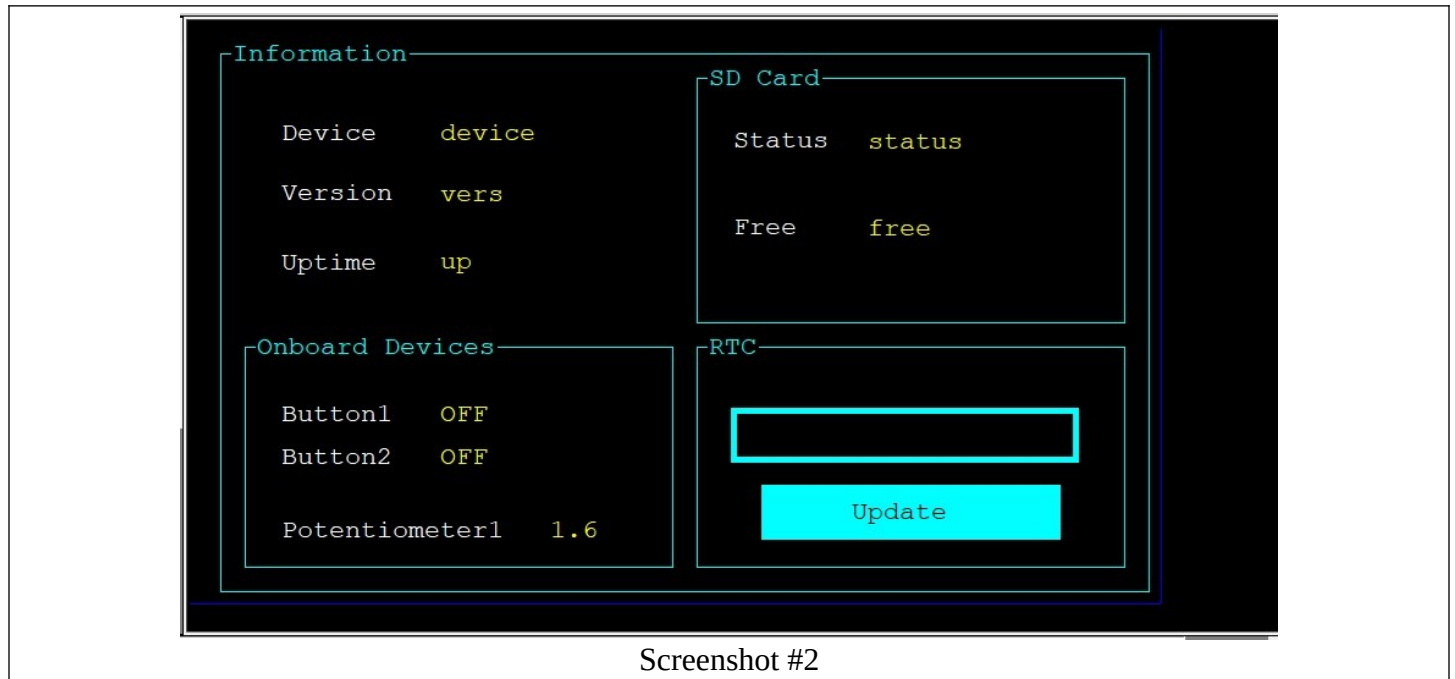 Information
Device device
Version vers
Uptime up
SD Card
Status status
Free free
Onboard Devices
Button1 OFF
Button2 OFF
Potentiometer1 1.6
RTC
Update
Screenshot #2